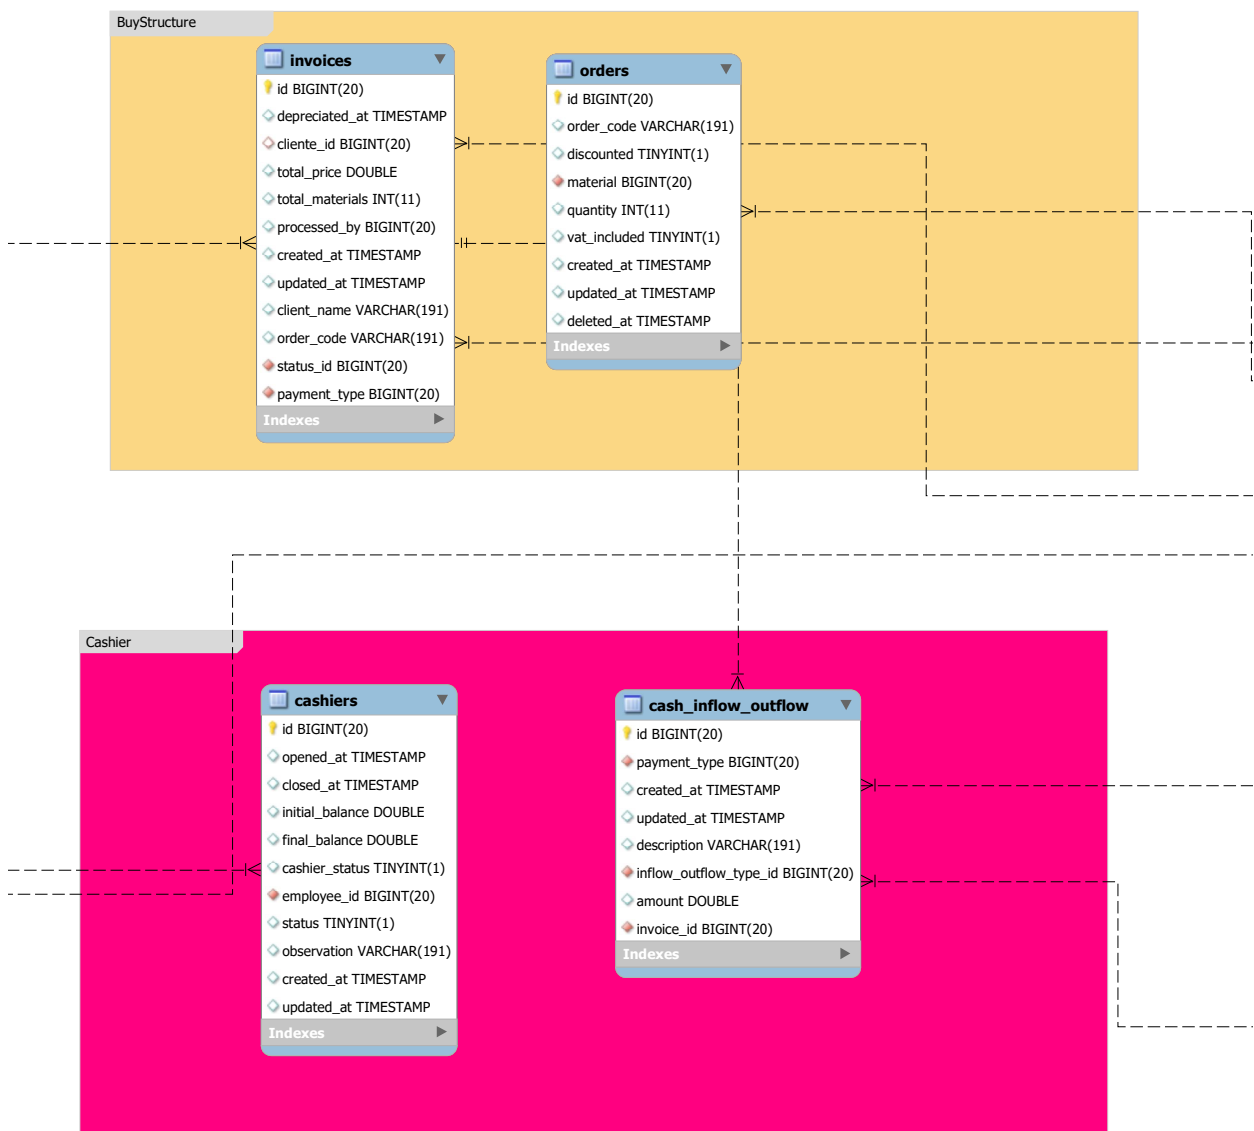 BuyStructure
invoices
id BIGINT(20)
depreciated_at TIMESTAMP
cliente_id BIGINT(20)
total_price DOUBLE
total_materials INT(11)
processed_by BIGINT(20)
created_at TIMESTAMP
updated_at TIMESTAMP
client_name VARCHAR(191)
order_code VARCHAR(191)
status_id BIGINT(20)
payment_type BIGINT(20)
Indexes
orders
id BIGINT(20)
order_code VARCHAR(191)
discounted TINYINT(1)
material BIGINT(20)
quantity INT(11)
vat_included TINYINT(1)
created_at TIMESTAMP
updated_at TIMESTAMP
deleted_at TIMESTAMP
Indexes
Cashier
cashiers
id BIGINT(20)
opened_at TIMESTAMP
closed_at TIMESTAMP
initial_balance DOUBLE
final_balance DOUBLE
cashier_status TINYINT(1)
employee_id BIGINT(20)
status TINYINT(1)
observation VARCHAR(191)
created_at TIMESTAMP
updated_at TIMESTAMP
Indexes
cash_inflow_outflow
id BIGINT(20)
payment_type BIGINT(20)
created_at TIMESTAMP
updated_at TIMESTAMP
description VARCHAR(191)
inflow_outflow_type_id BIGINT(20)
amount DOUBLE
invoice_id BIGINT(20)
Indexes